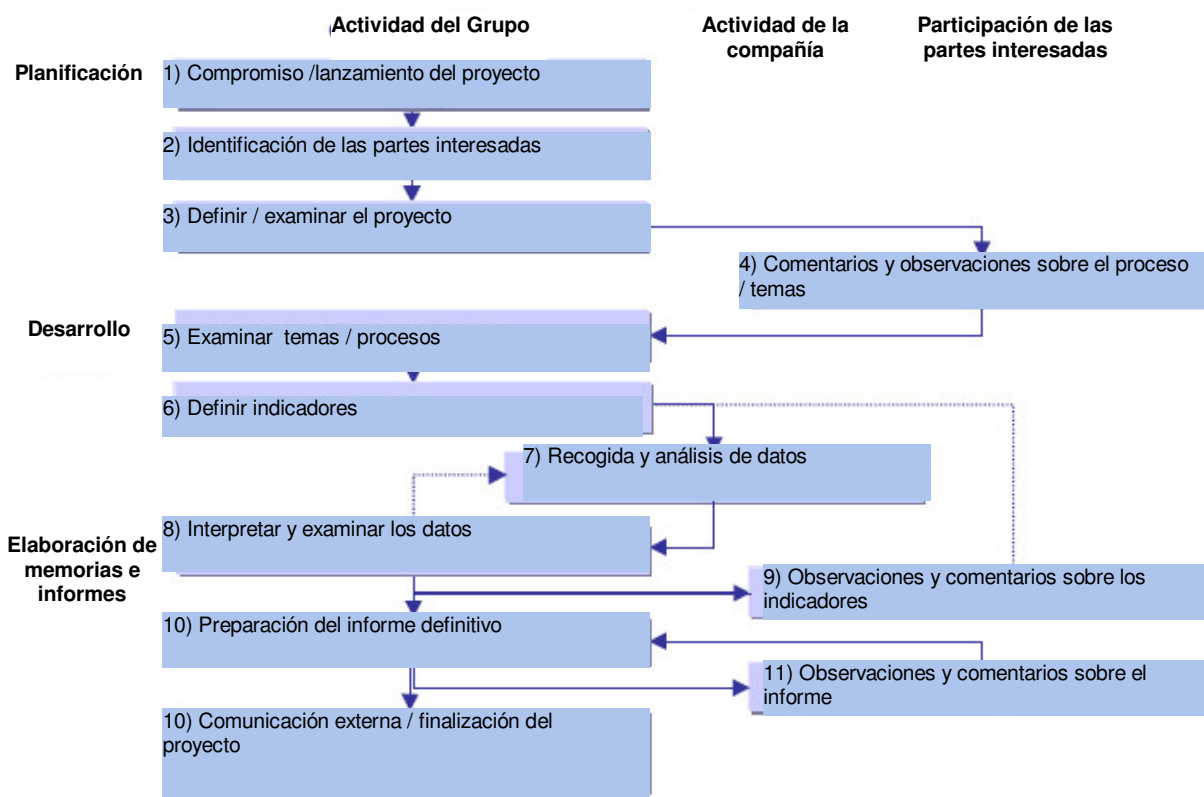 Actividad del Grupo
Actividad de la
compañía
Participación de las
partes interesadas
Planificación
1) Compromiso /lanzamiento del proyecto
2) Identificación de las partes interesadas
3) Definir / examinar el proyecto
4) Comentarios y observaciones sobre el proceso
/ temas
Desarrollo
5) Examinar temas / procesos
6) Definir indicadores
7) Recogida y análisis de datos
Elaboración de
memorias e
informes
8) Interpretar y examinar los datos
9) Observaciones y comentarios sobre los
indicadores
10) Preparación del informe definitivo
11) Observaciones y comentarios sobre el
informe
10) Comunicación externa / finalización del
proyecto